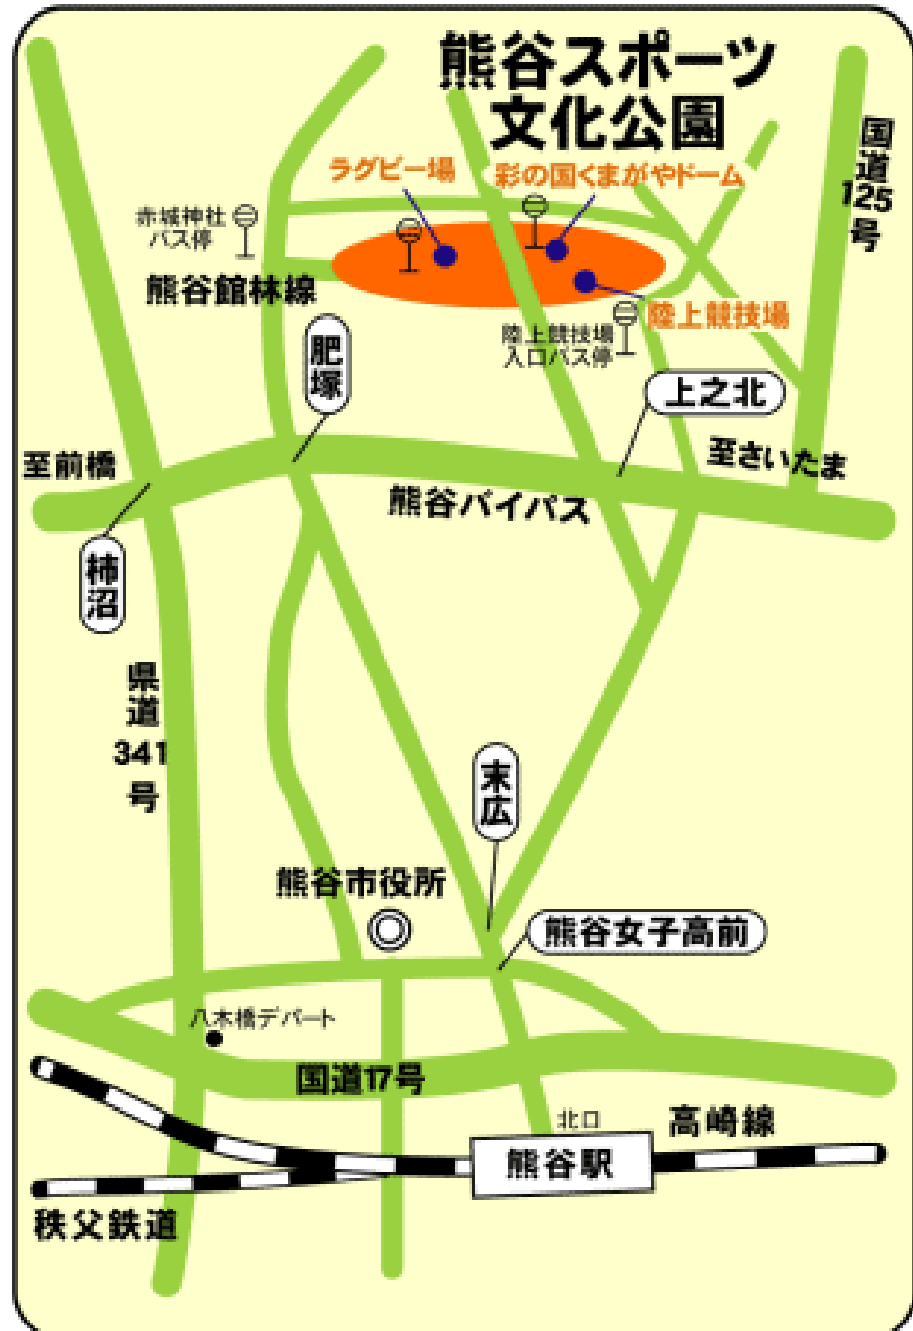 熊谷スポーツ
文化公園
国道125号
ラグビー場
彩の国くまがやドーム
赤城神社
バス停
熊谷館林線
陸上競技場
陸上競技場
入口バス停
肥塚
上之北
至前橋
至さいたま
熊谷バイパス
柿沼
県道341号
末広
熊谷市役所
熊谷女子高前
八木橋デパート
国道17号
北口
高崎線
熊谷駅
秩父鉄道